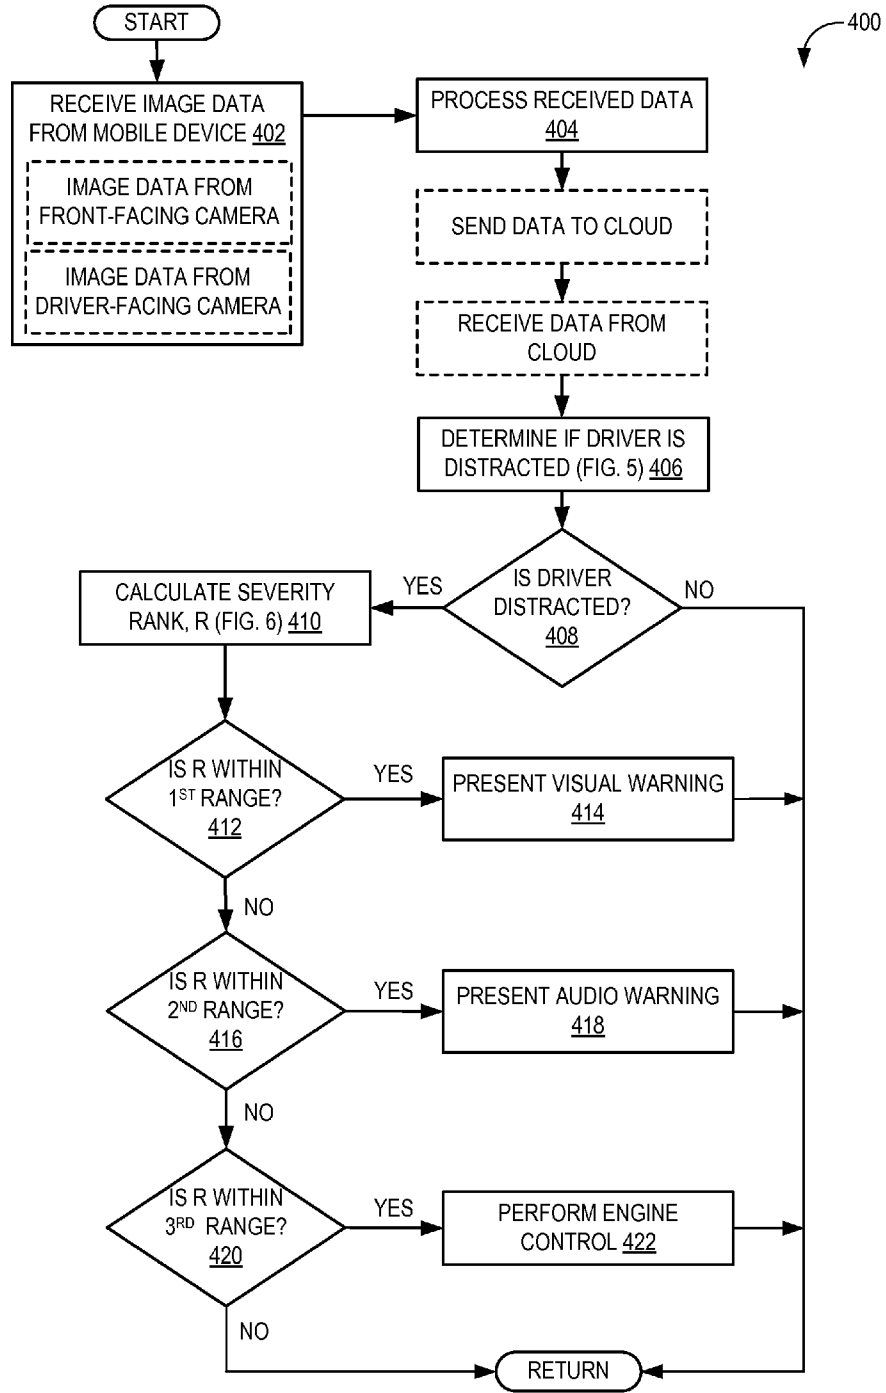 START
400
RECEIVE IMAGE DATA
FROM MOBILE DEVICE 402
IMAGE DATA FROM
FRONT-FACING CAMERA
IMAGE DATA FROM
DRIVER-FACING CAMERA
PROCESS RECEIVED DATA
404
SEND DATA TO CLOUD
RECEIVE DATA FROM
CLOUD
DETERMINE IF DRIVER IS
DISTRACTED (FIG. 5) 406
IS DRIVER
DISTRACTED?
408
YES
NO
CALCULATE SEVERITY
RANK, R (FIG. 6) 410
IS R WITHIN
1ST RANGE?
412
YES
PRESENT VISUAL WARNING
414
NO
IS R WITHIN
2ND RANGE?
416
YES
PRESENT AUDIO WARNING
418
NO
IS R WITHIN
3RD RANGE?
420
YES
PERFORM ENGINE
CONTROL 422
NO
RETURN